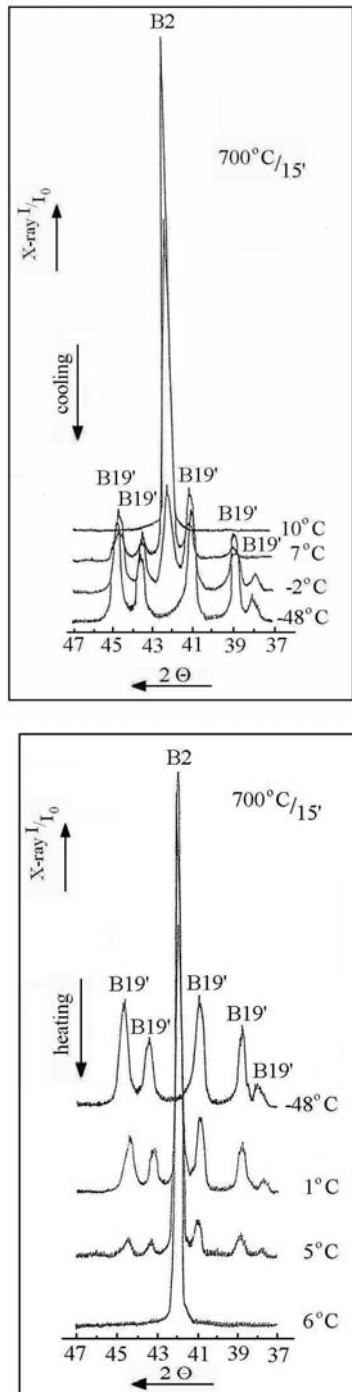 B2
700°C/15'
X-ray I/I0
cooling
B19'
B19'
B19'
B19'
B19'
10°C
7°C
-2°C
-48°C
47 45 43 41 39 37
2 Θ
B2
700°C/15'
X-ray I/I0
heating
B19'
B19'
B19'
B19'
B19'
-48°C
1°C
5°C
6°C
47 45 43 41 39 37
2 Θ